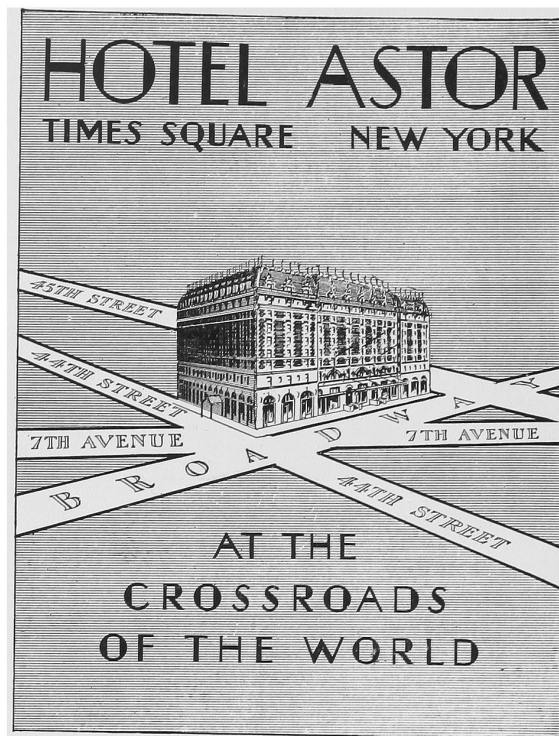 HOTEL ASTOR
TIMES SQUARE NEW YORK
45TH STREET
44TH STREET
7TH AVENUE
7TH AVENUE
BROADWAY
44TH STREET
AT THE
CROSSROADS
OF THE WORLD